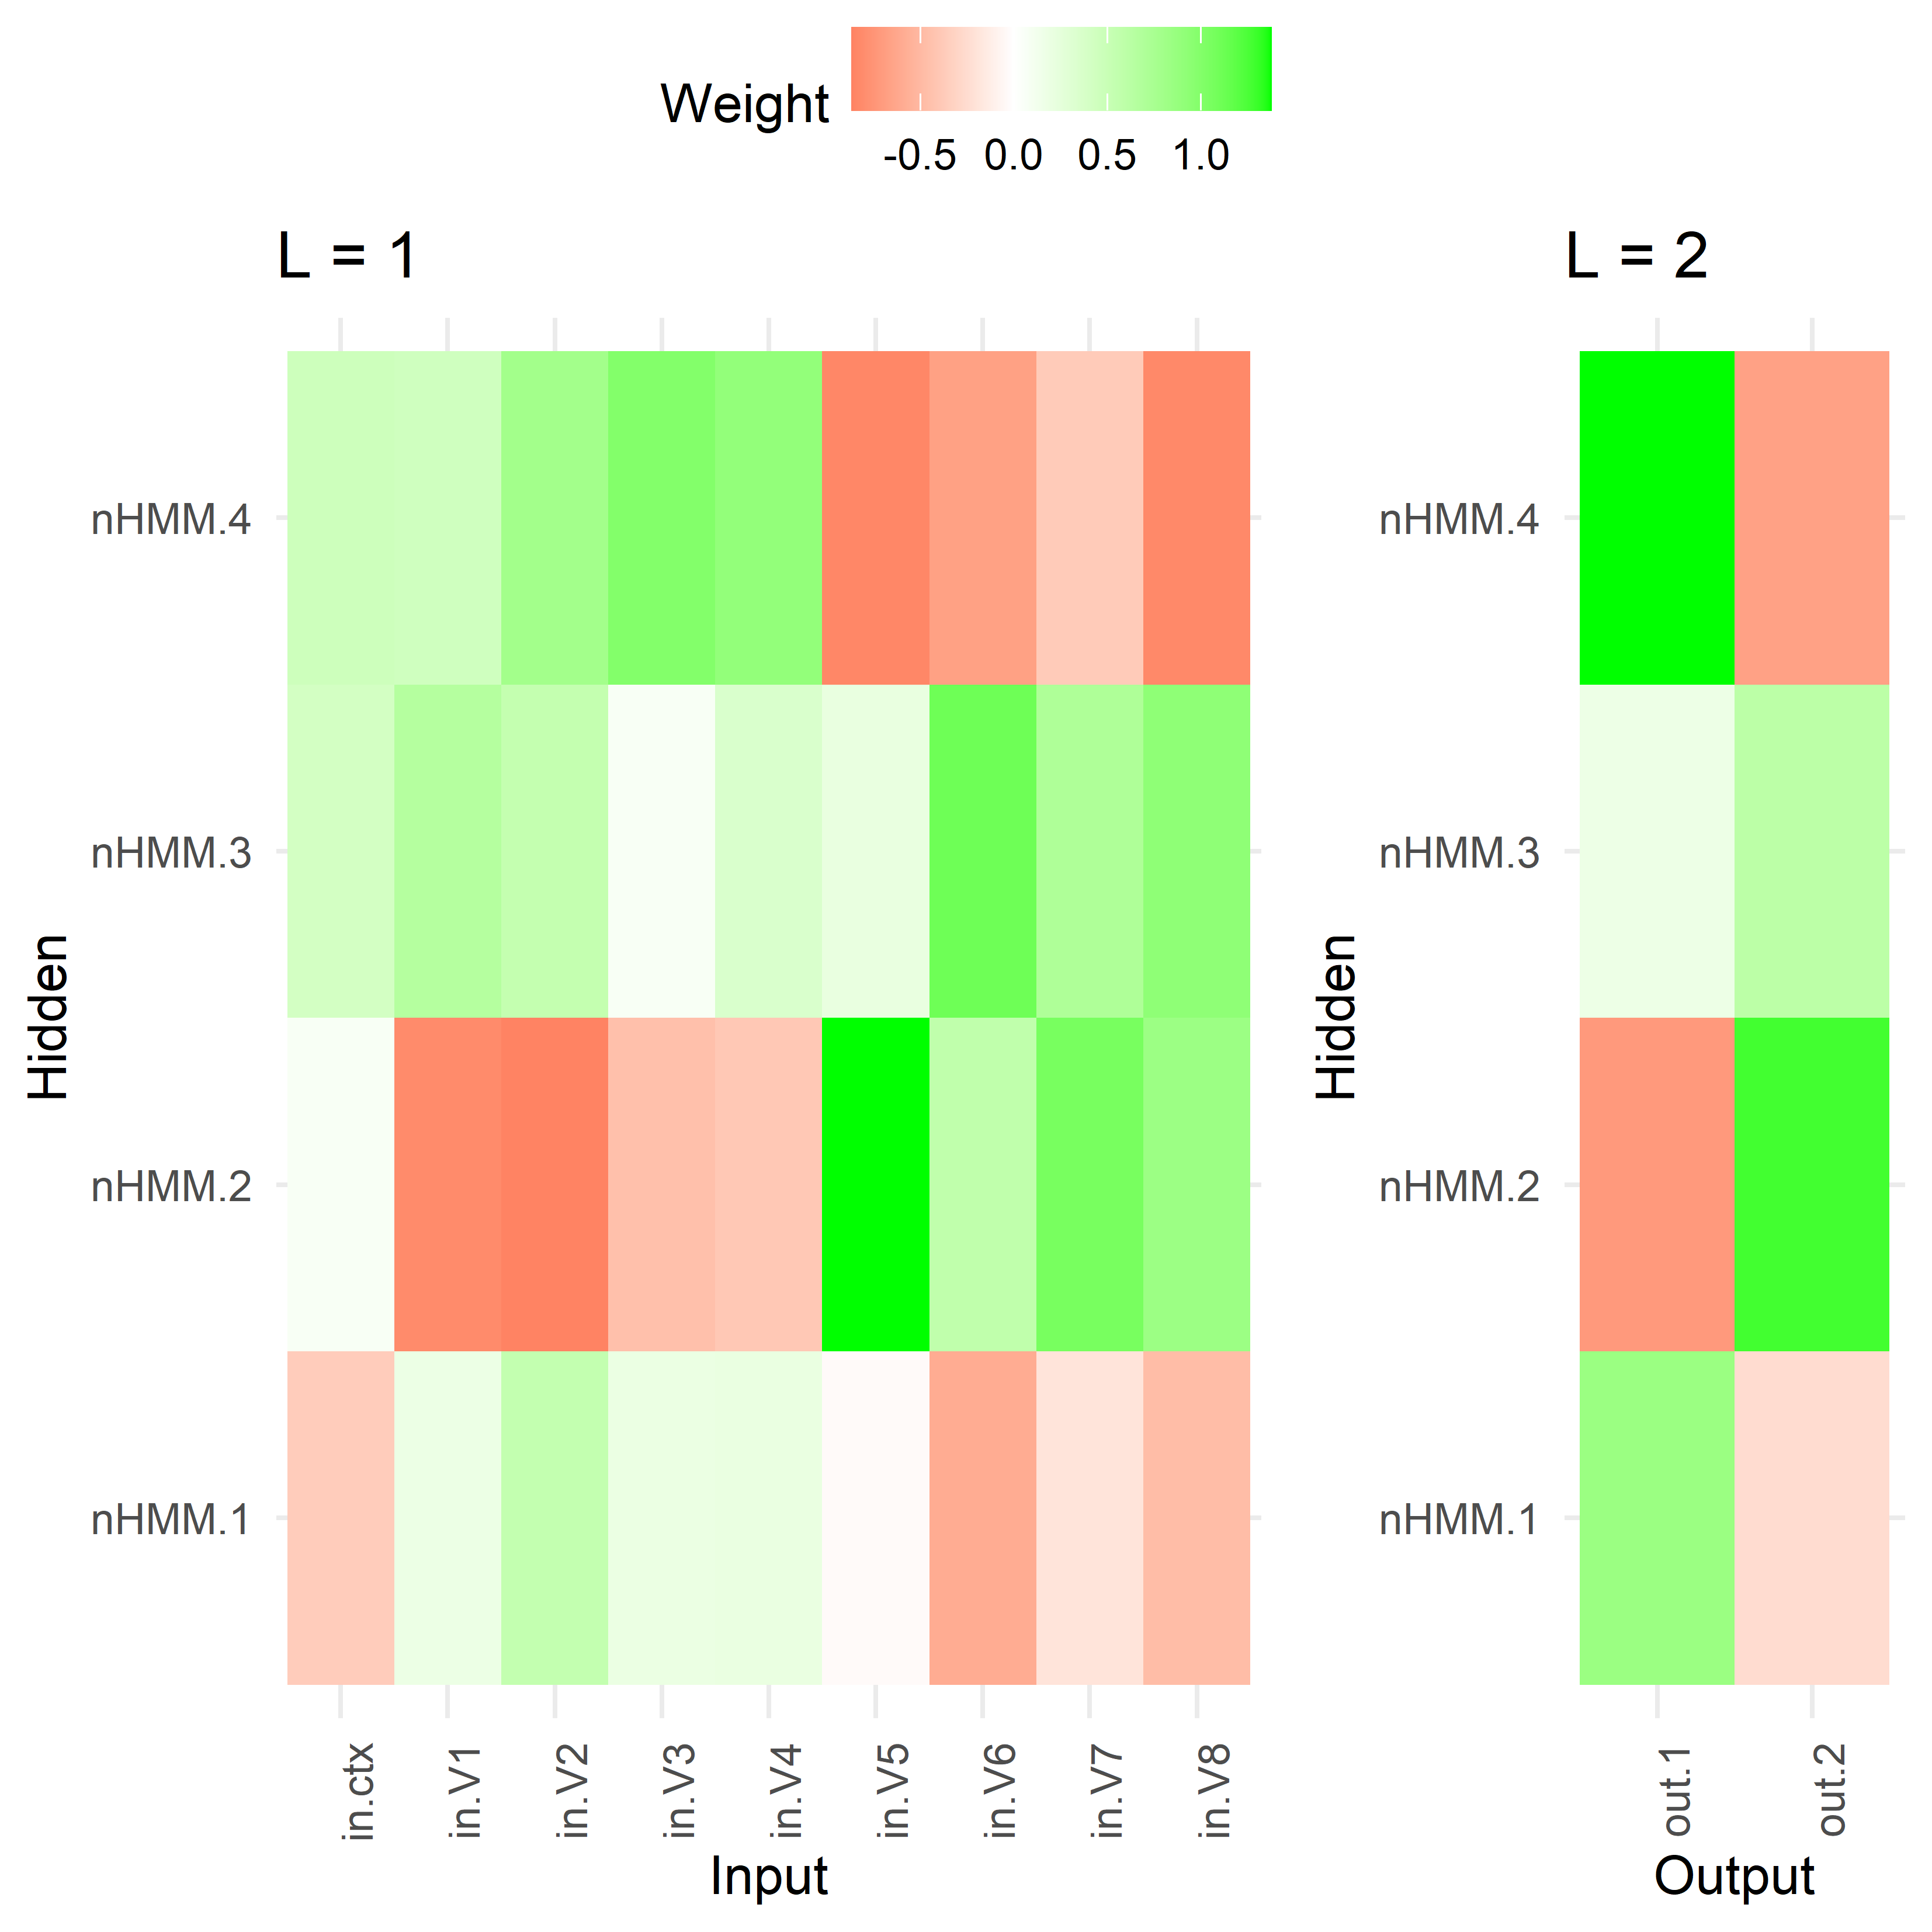 Weight
-0.5 0.0 0.5 1.0
L = 1
L = 2
nHMM.4
nHMM.3
nHMM.2
nHMM.1
Hidden
in.ctx
in.V1
in.V2
in.V3
in.V4
in.V5
in.V6
in.V7
in.V8
Input
nHMM.4
nHMM.3
nHMM.2
nHMM.1
Hidden
out.1
out.2
Output